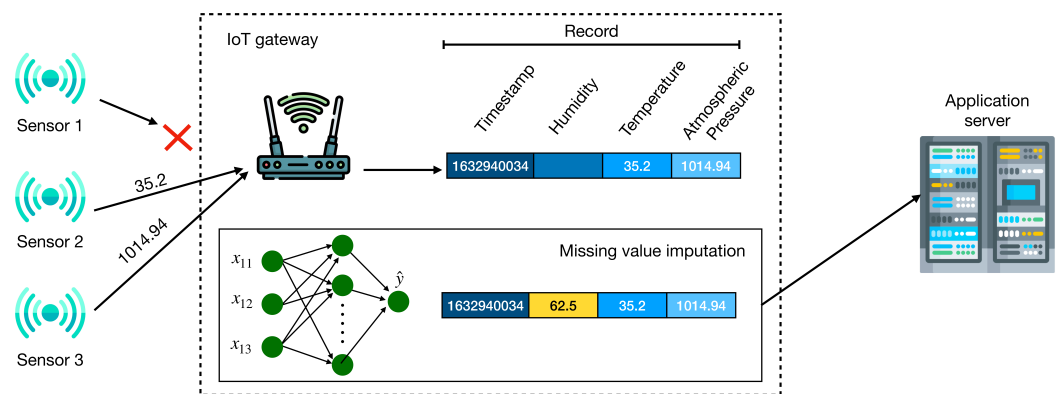 IoT gateway
Record
Timestamp
Humidity
Temperature
Atmospheric
Pressure
Sensor 1
Sensor 2
Sensor 3
35.2
1014.94
1632940034 35.2 1014.94
Application
server
Missing value imputation
x₁₁
x₁₂
x₁₃
ŷ
1632940034 62.5 35.2 1014.94